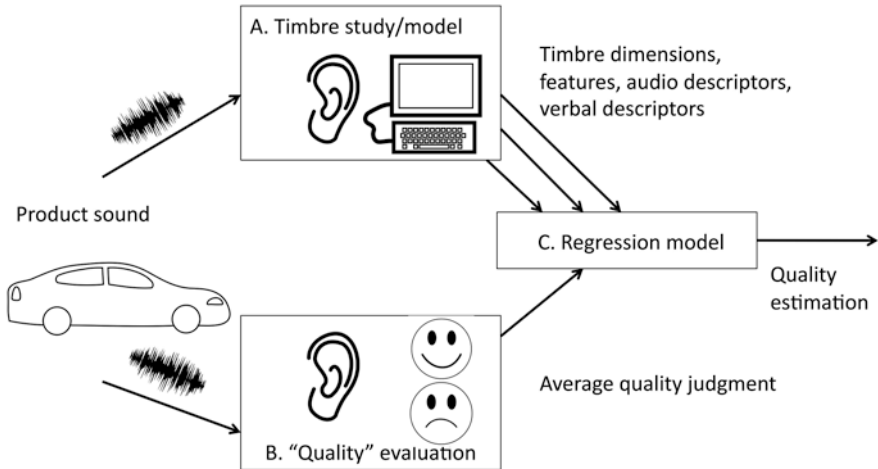 A. Timbre study/model
Timbre dimensions,
features, audio descriptors,
verbal descriptors
Product sound
C. Regression model
Quality
estimation
Average quality judgment
B. “Quality” evaluation